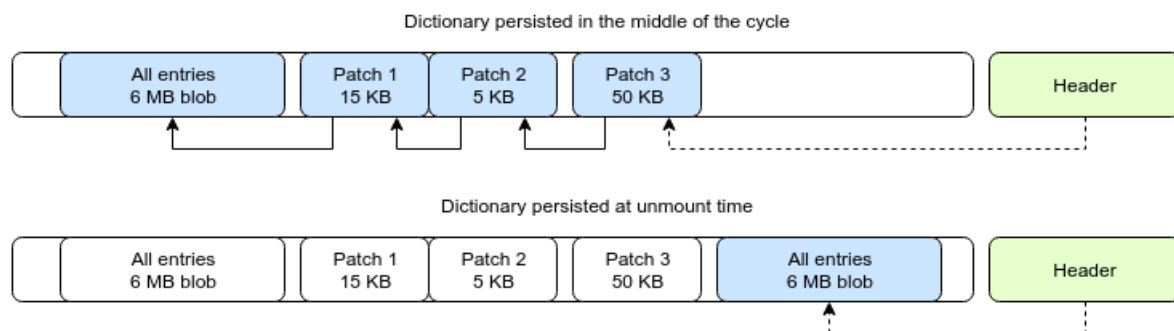 Dictionary persisted in the middle of the cycle
All entries
6 MB blob
Patch 1
15 KB
Patch 2
5 KB
Patch 3
50 KB
Header
Dictionary persisted at unmount time
All entries
6 MB blob
Patch 1
15 KB
Patch 2
5 KB
Patch 3
50 KB
All entries
6 MB blob
Header